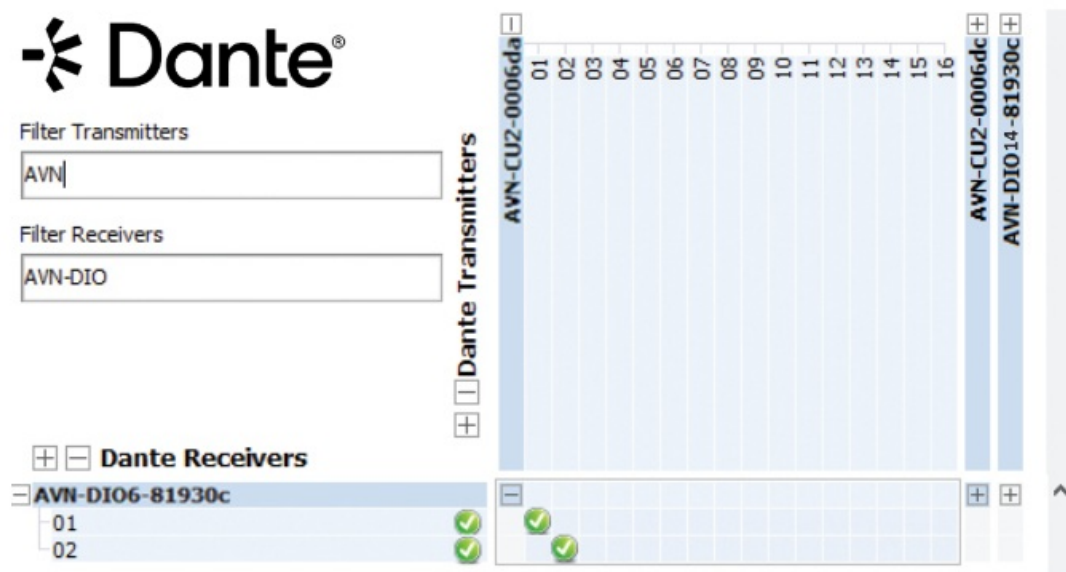 Dante®
Filter Transmitters
AVN
Filter Receivers
AVN-DIO
Dante Transmitters
AVN-CU2-0006da
01 02 03 04 05 06 07 08 09 10 11 12 13 14 15 16
AVN-CU2-0006dc
AVN-DIO14-81930c
Dante Receivers
AVN-DIO6-81930c
01
02